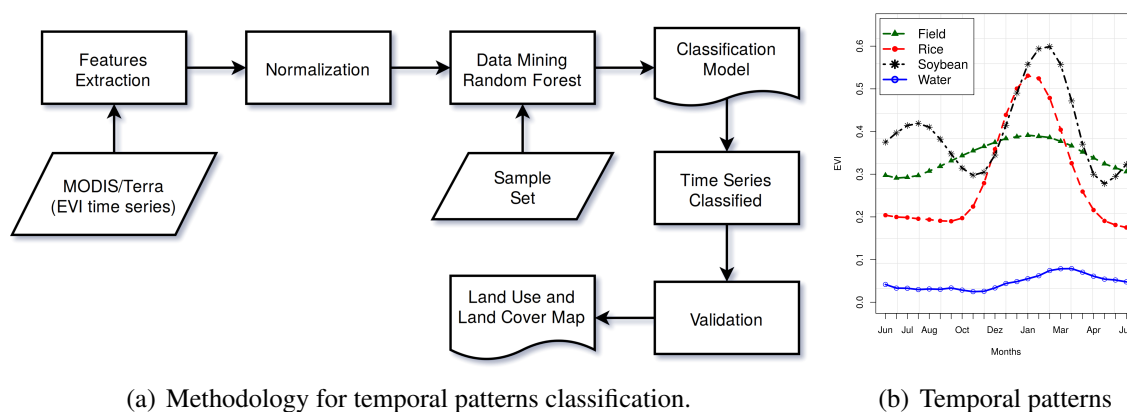 Features
Extraction
Normalization
Data Mining
Random Forest
Classification
Model
MODIS/Terra
(EVI time series)
Sample
Set
Time Series
Classified
Land Use and
Land Cover Map
Validation
(a) Methodology for temporal patterns classification.
Field
Rice
Soybean
Water
EVI
0.6
0.5
0.4
0.3
0.2
0.1
0.0
Jun Jul Aug Oct Dez Jan Mar Apr Ju
Months
(b) Temporal patterns